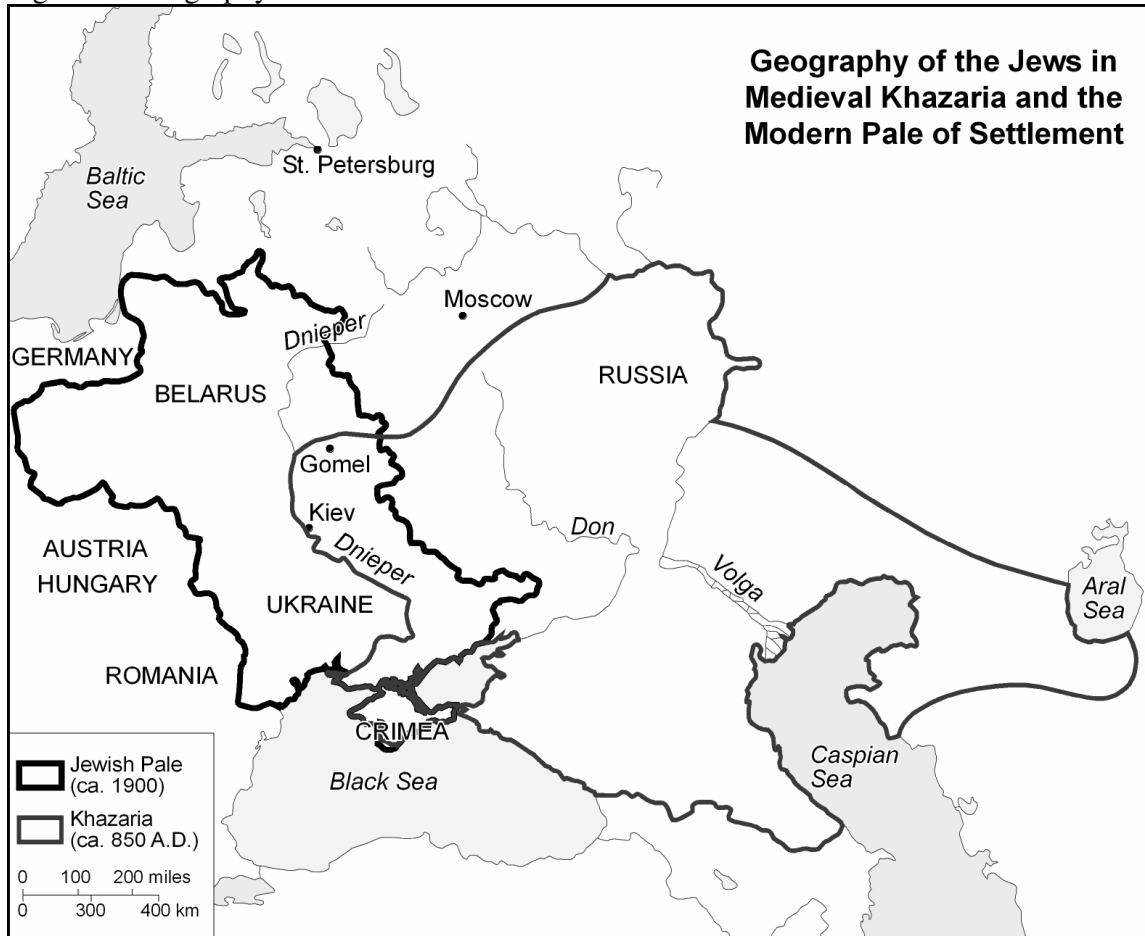 Geography of the Jews in
Medieval Khazaria and the
Modern Pale of Settlement
St. Petersburg
Baltic
Sea
Moscow
Dnieper
GERMANY
BELARUS
RUSSIA
Gomel
Kiev
Don
AUSTRIA
HUNGARY
Dnieper
Volga
Aral
Sea
UKRAINE
ROMANIA
CRIMEA
Black Sea
Caspian
Sea
Jewish Pale
(ca. 1900)
Khazaria
(ca. 850 A.D.)
0 100 200 miles
0 300 400 km